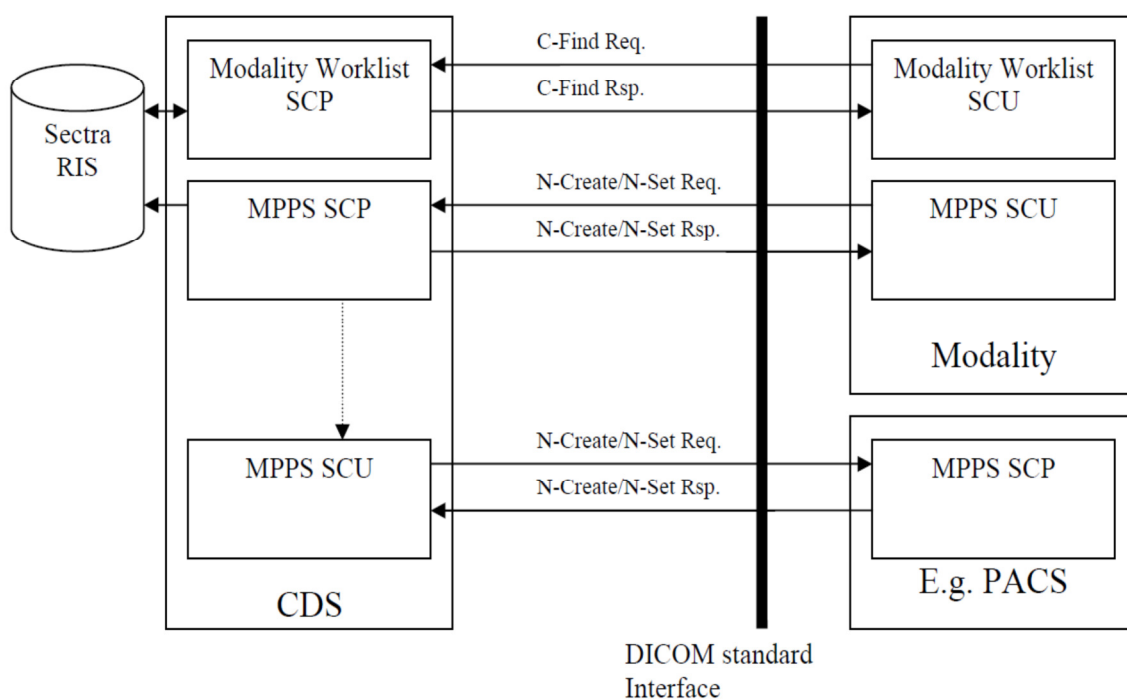 C-Find Req.
Modality Worklist
SCP
C-Find Rsp.
Modality Worklist
SCU
Sectra
RIS
N-Create/N-Set Req.
MPPS SCP
N-Create/N-Set Rsp.
MPPS SCU
Modality
N-Create/N-Set Req.
MPPS SCU
N-Create/N-Set Rsp.
MPPS SCP
CDS
E.g. PACS
DICOM standard
Interface